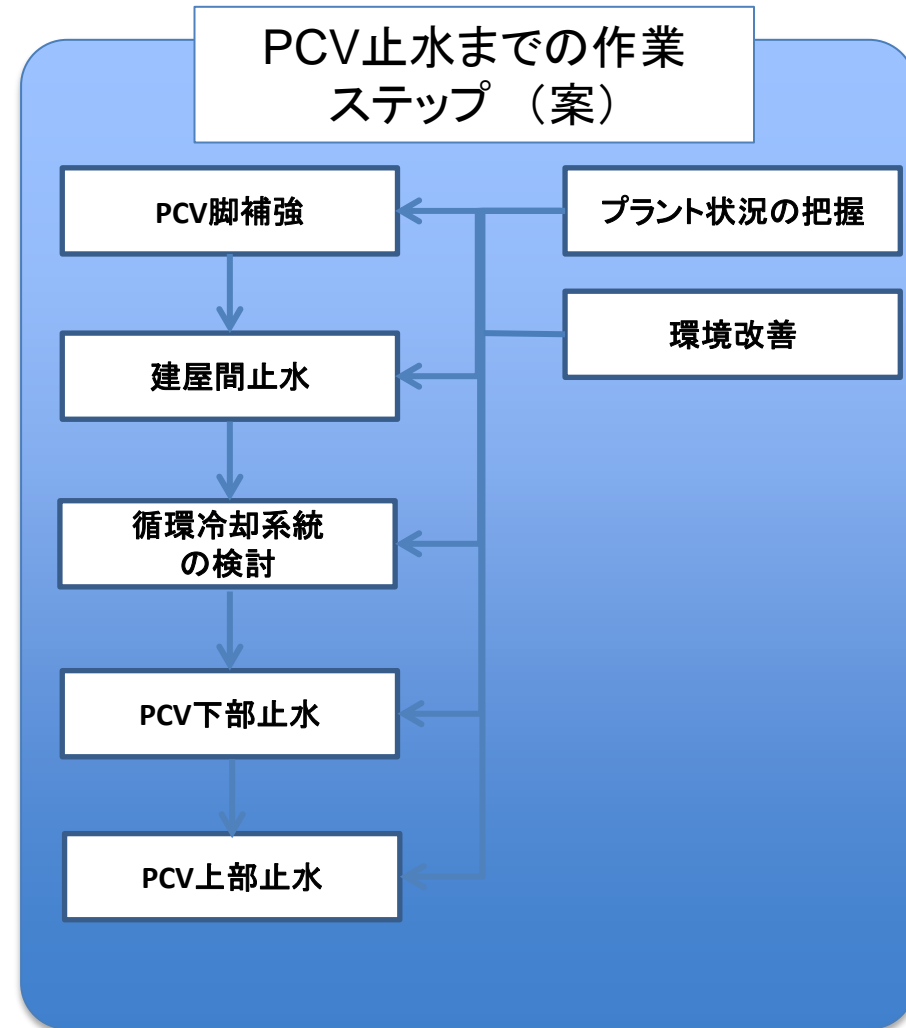 PCV止水までの作業
ステップ （案）
PCV脚補強
プラント状況の把握
建屋間止水
環境改善
循環冷却系統
の検討
PCV下部止水
PCV上部止水